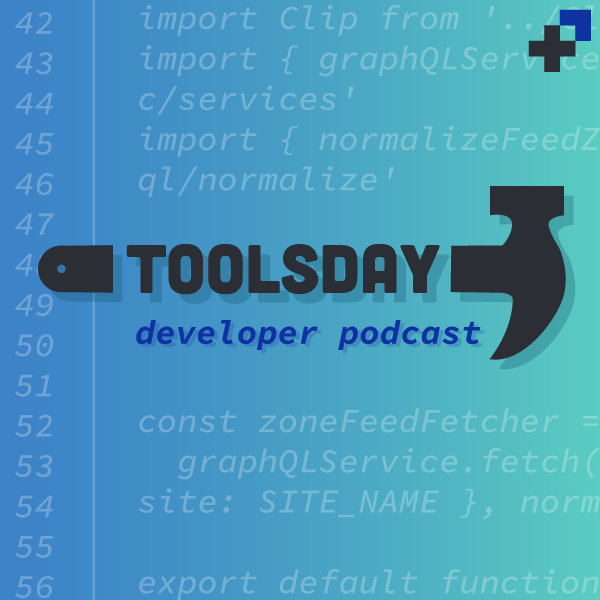 42 import Clip from '../
43 import { graphQLService
44 c/services'
45 import { normalizeFeedZ
46 ql/normalize'
47
TOOLSDAY
49 developer podcast
50
51
52 const zoneFeedFetcher =
53 graphQLService.fetch(
54 site: SITE_NAME }, norm
55
56 export default function